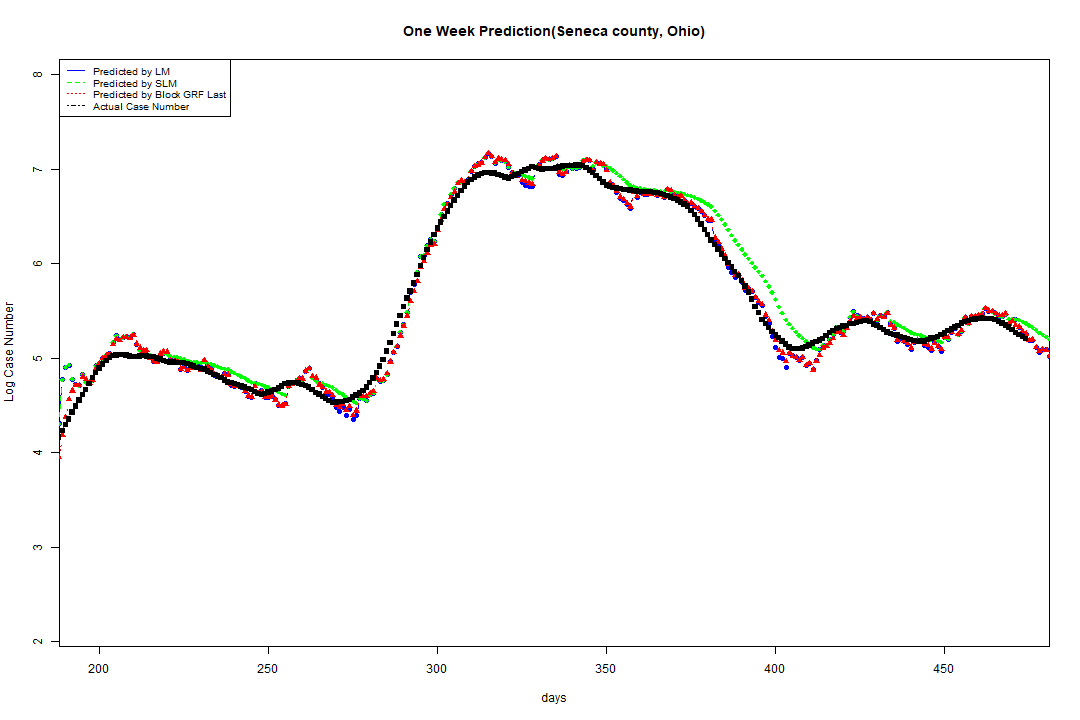 One Week Prediction(Seneca county, Ohio)
Predicted by LM
Predicted by SLM
Predicted by Block GRF Last
Actual Case Number
Log Case Number
8
7
6
5
4
3
2
200 250 300 350 400 450
days